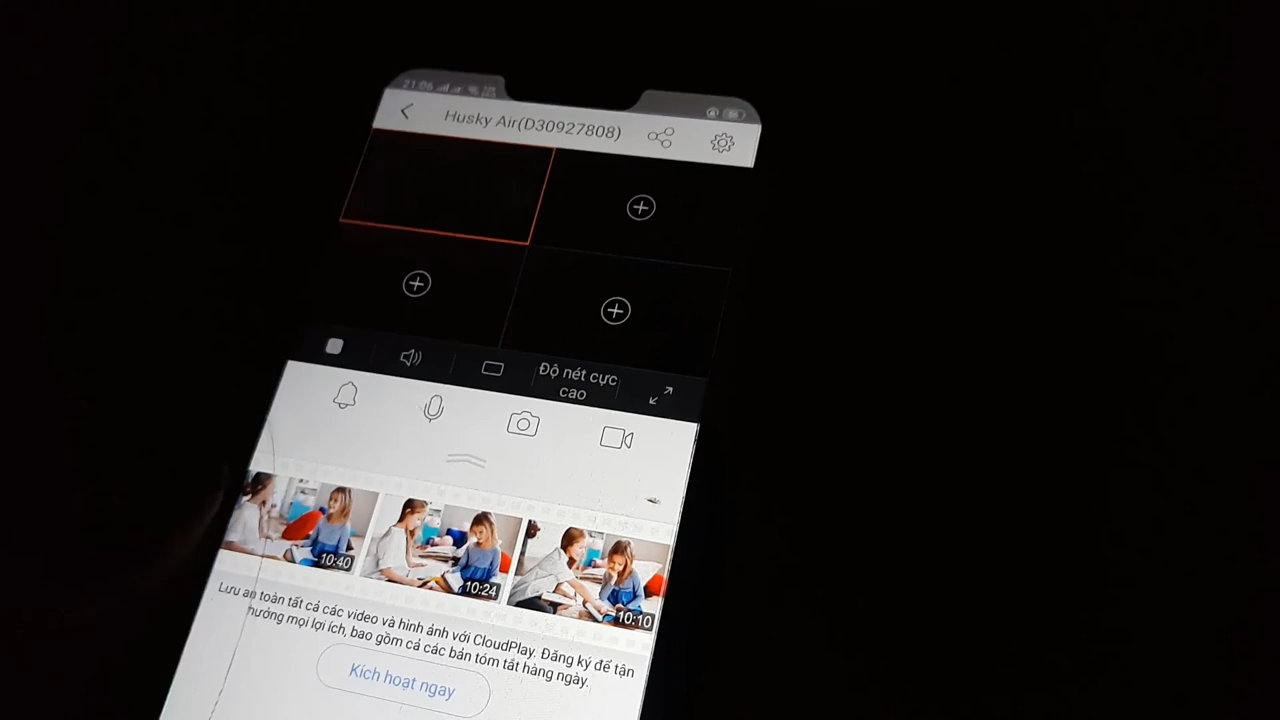 21:06
Husky Air(D30927808)
Độ nét cực
cao
10:40
10:24
10:10
Lưu an toàn tất cả các video và hình ảnh với CloudPlay. Đăng ký để tận
hưởng mọi lợi ích, bao gồm cả các bản tóm tắt hàng ngày.
Kích hoạt ngay